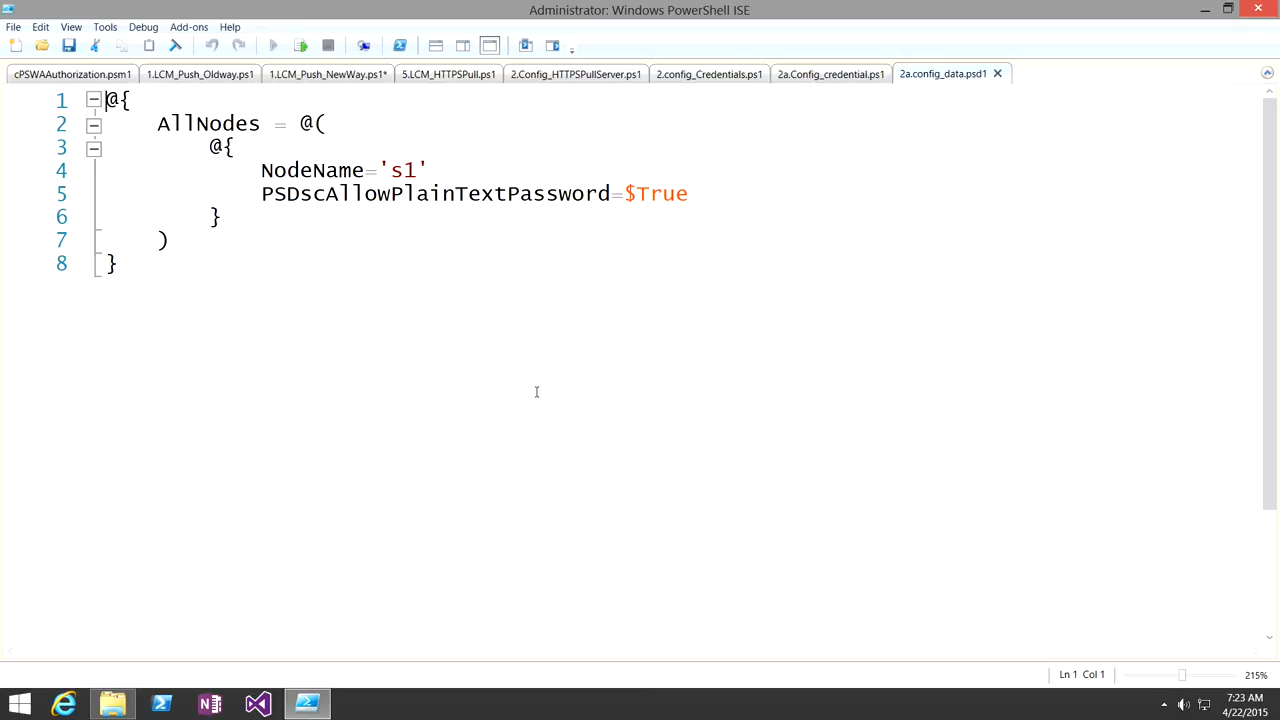 Administrator: Windows PowerShell ISE
File Edit View Tools Debug Add-ons Help
cPSWAAuthorization.psm1 1.LCM_Push_Oldway.ps1 1.LCM_Push_NewWay.ps1* 5.LCM_HTTPSPull.ps1 2.Config_HTTPSPullServer.ps1 2.config_Credentials.ps1 2a.Config_credential.ps1 2a.config_data.psd1
1 @{
2 AllNodes = @(
3 @{
4 NodeName='s1'
5 PSDscAllowPlainTextPassword=$True
6 }
7 )
8 }
Ln 1 Col 1 215%
7:23 AM
4/22/2015